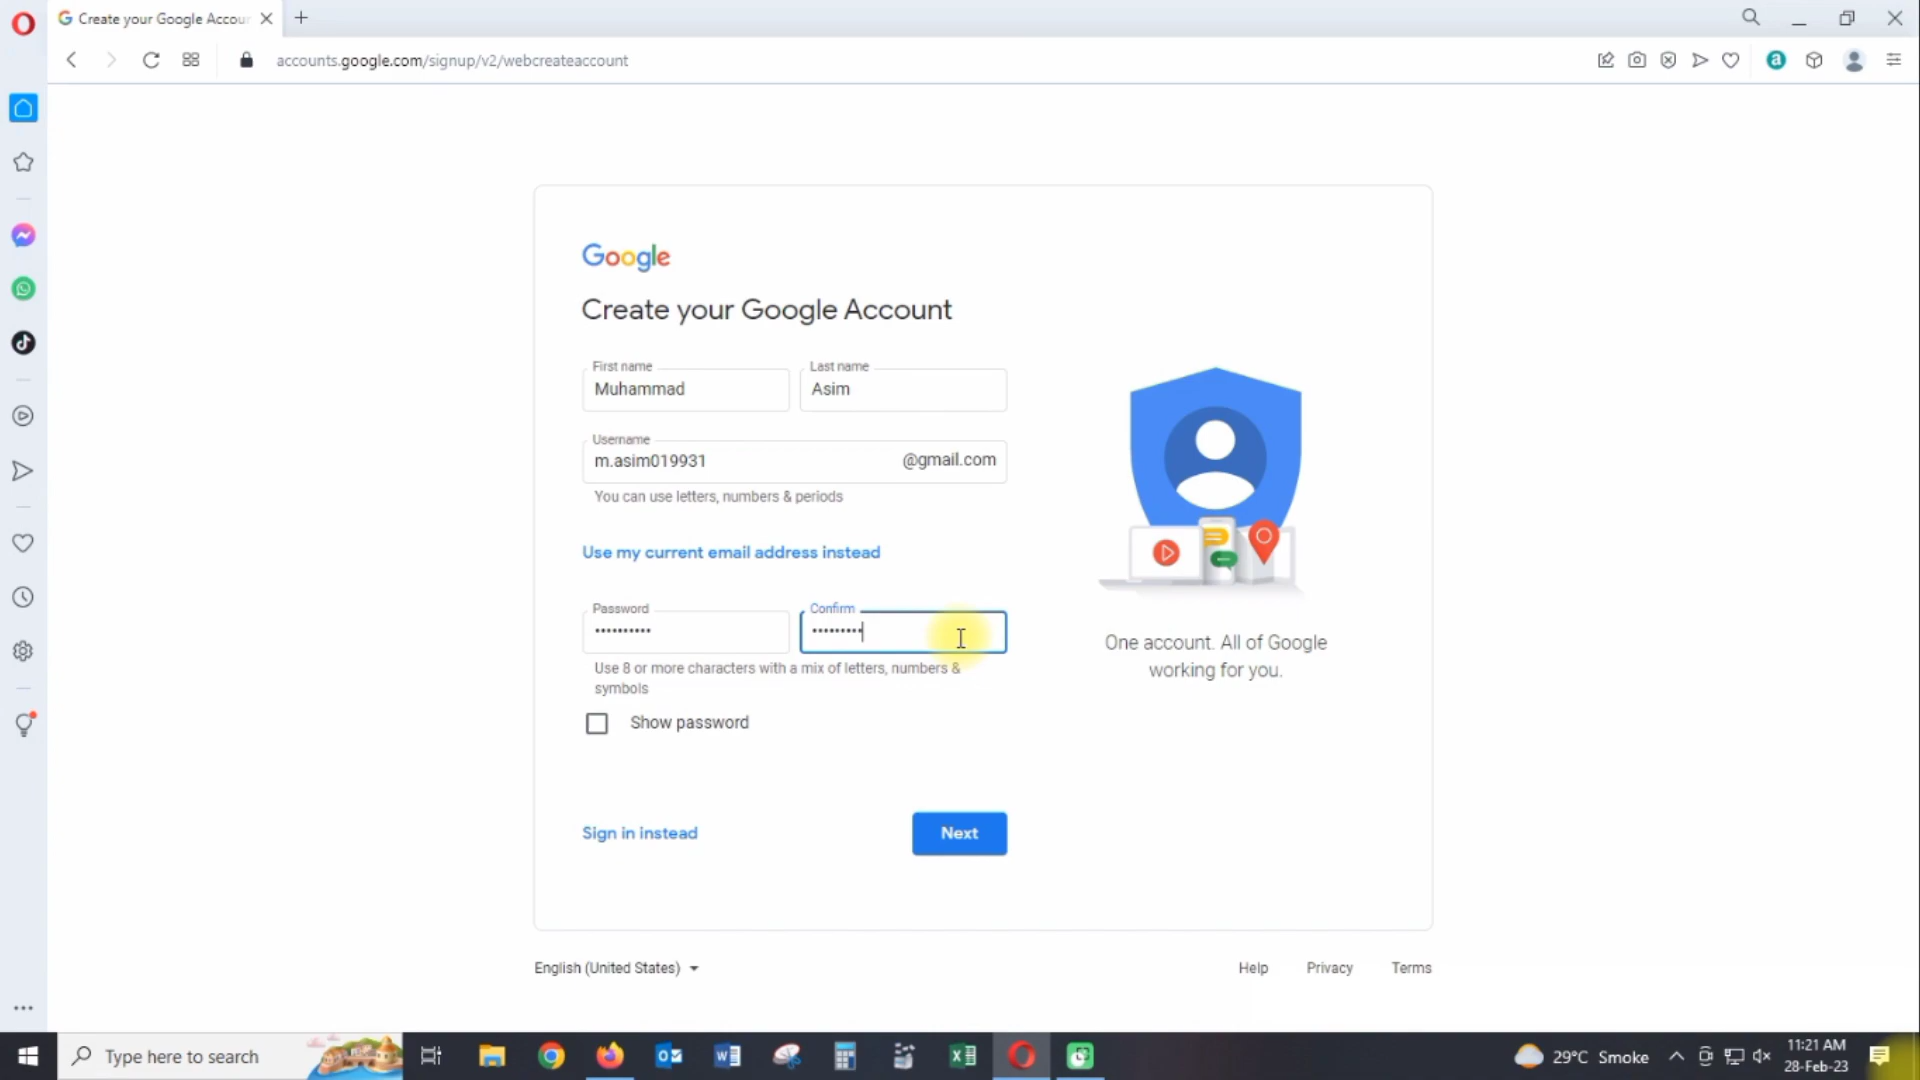 Create your Google Accour
accounts.google.com/signup/v2/webcreateaccount
a
Google
Create your Google Account
First name
Muhammad
Last name
Asim
Username
m.asim019931
@gmail.com
You can use letters, numbers & periods
Use my current email address instead
Password
••••••••••
Confirm
•••••••••
Use 8 or more characters with a mix of letters, numbers &
symbols
Show password
One account. All of Google
working for you.
Sign in instead
Next
English (United States)
Help
Privacy
Terms
Type here to search
29°C Smoke
11:21 AM
28-Feb-23